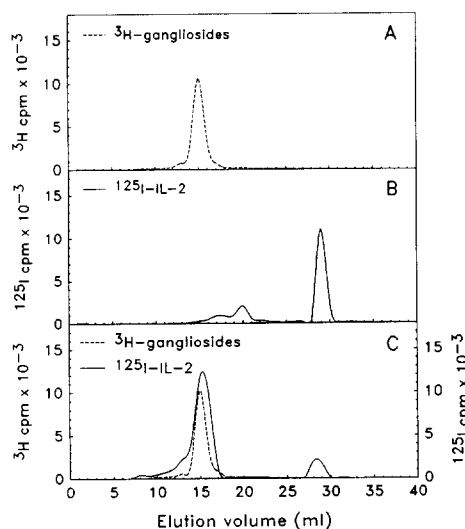 ³H-gangliosides
A
³H cpm x 10⁻³
10
5
0
¹²⁵I-IL-2
B
¹²⁵I cpm x 10⁻³
15
10
5
0
³H-gangliosides
¹²⁵I-IL-2
C
³H cpm x 10⁻³
15
10
5
0
15
10
5
0
¹²⁵I cpm x 10⁻³
0 5 10 15 20 25 30 35 40
Elution volume (ml)